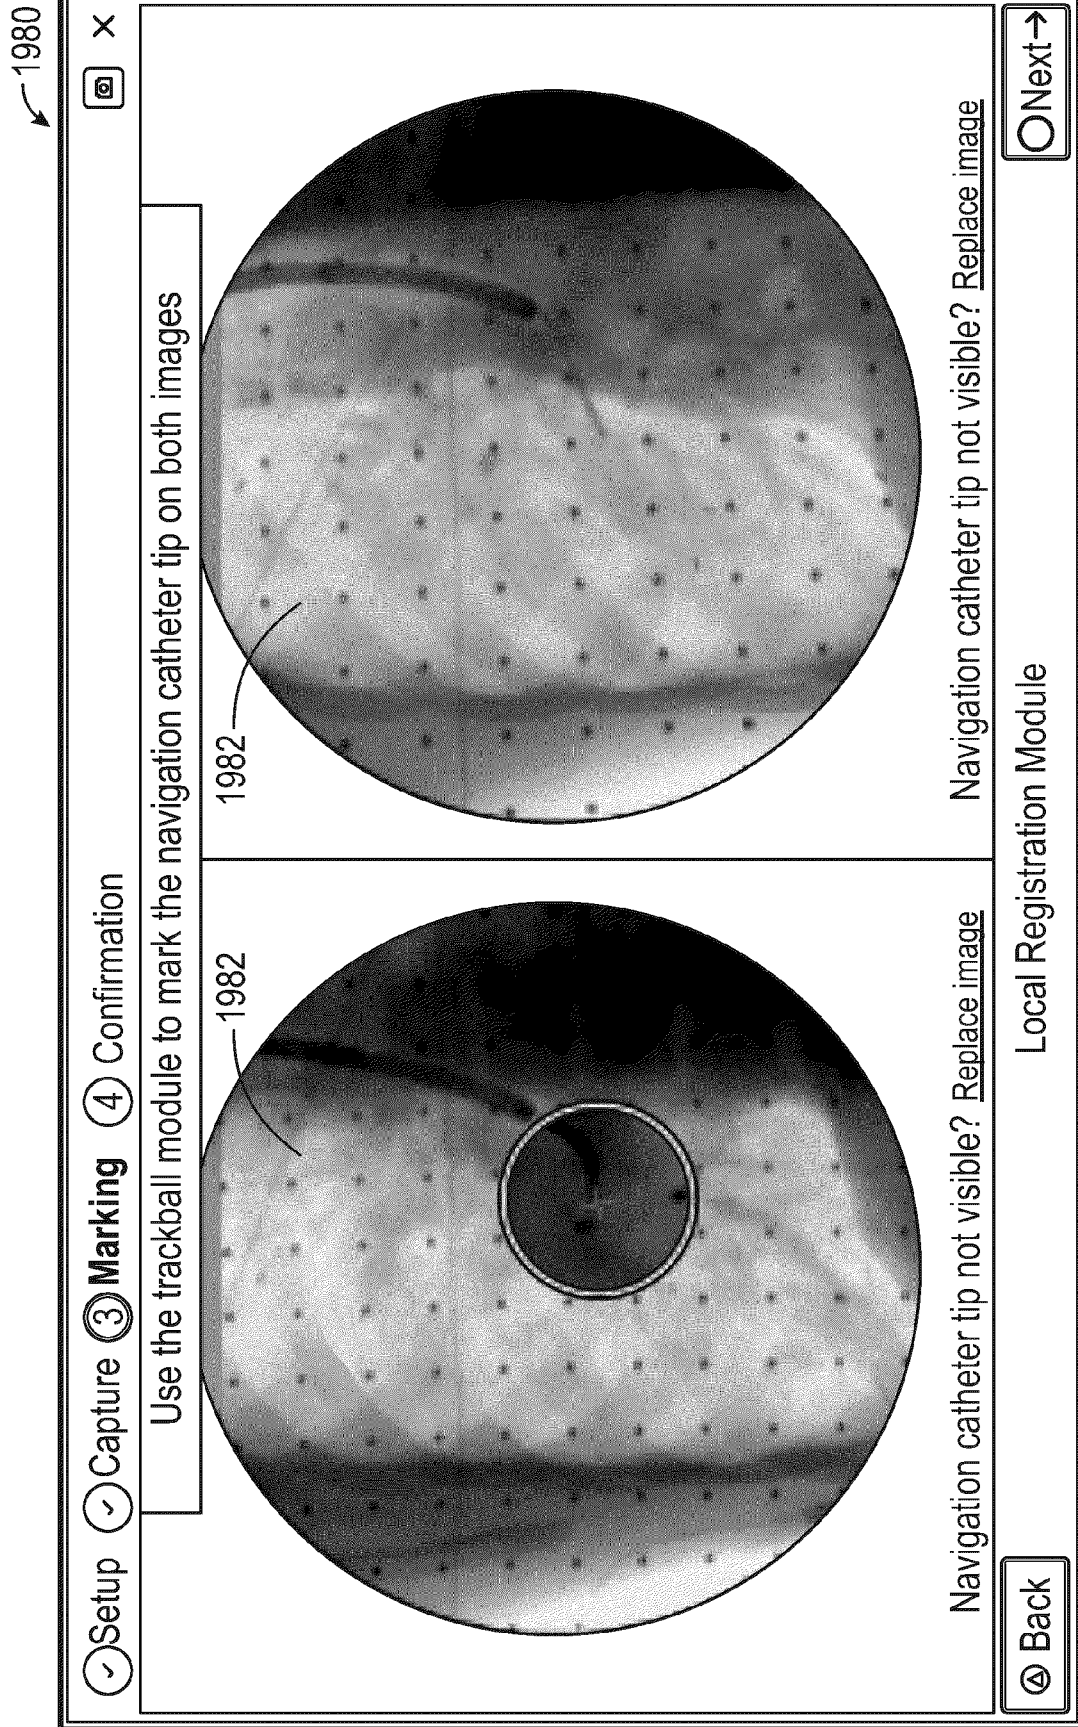 1980
Setup Capture 3 Marking 4 Confirmation
Use the trackball module to mark the navigation catheter tip on both images
1982
1982
Navigation catheter tip not visible? Replace image
Navigation catheter tip not visible? Replace image
Back
Local Registration Module
Next→